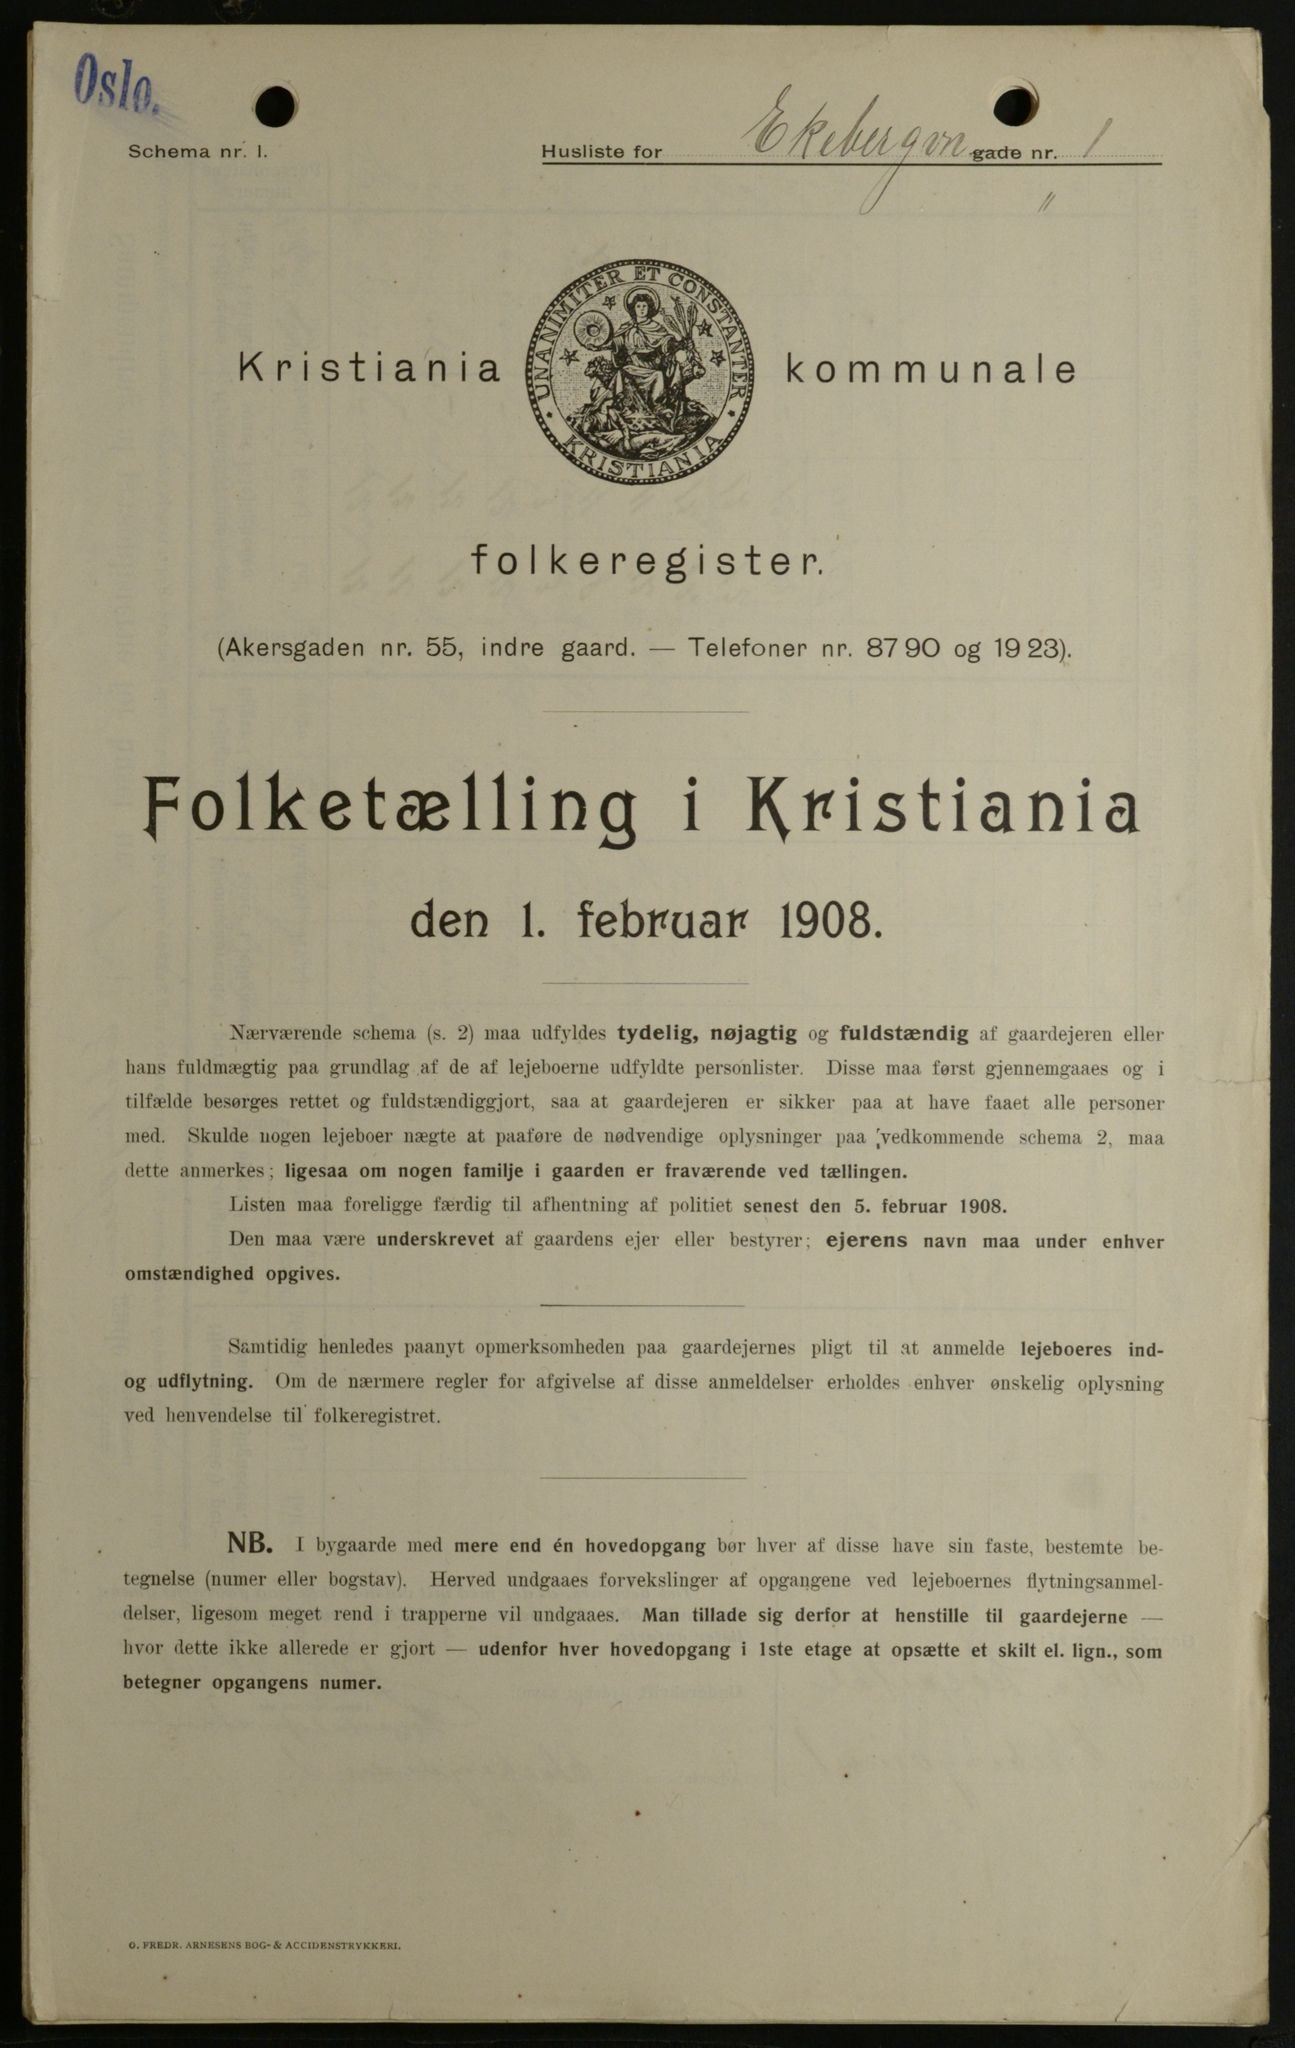 Oslo.
Schema nr. 1.
Husliste for Ekebergvn gade nr. 1
"
UNANIMITER ET CONSTANTER
KRISTIANIA
Kristiania kommunale
folkeregister.
(Akersgaden nr. 55, indre gaard. — Telefoner nr. 8790 og 1923).
Folketælling i Kristiania
den 1. februar 1908.
Nærværende schema (s. 2) maa udfyldes tydelig, nøjagtig og fuldstændig af gaardejeren eller
hans fuldmægtig paa grundlag af de af lejeboerne udfyldte personlister. Disse maa først gjennemgaaes og i
tilfælde besørges rettet og fuldstændiggjort, saa at gaardejeren er sikker paa at have faaet alle personer
med. Skulde nogen lejeboer nægte at paaføre de nødvendige oplysninger paa vedkommende schema 2, maa
dette anmerkes; ligesaa om nogen familje i gaarden er fraværende ved tællingen.
Listen maa foreligge færdig til afhentning af politiet senest den 5. februar 1908.
Den maa være underskrevet af gaardens ejer eller bestyrer; ejerens navn maa under enhver
omstændighed opgives.
Samtidig henledes paanyt opmerksomheden paa gaardejernes pligt til at anmelde lejeboeres ind-
og udflytning. Om de nærmere regler for afgivelse af disse anmeldelser erholdes enhver ønskelig oplysning
ved henvendelse til folkeregistret.
NB. I bygaarde med mere end én hovedopgang bør hver af disse have sin faste, bestemte be-
tegnelse (numer eller bogstav). Herved undgaaes forvekslinger af opgangene ved lejeboernes flytningsanmel-
delser, ligesom meget rend i trapperne vil undgaaes. Man tillade sig derfor at henstille til gaardejerne —
hvor dette ikke allerede er gjort — udenfor hver hovedopgang i 1ste etage at opsætte et skilt el. lign., som
betegner opgangens numer.
O. FREDR. ARNESENS BOG- & ACCIDENSTRYKKERI.